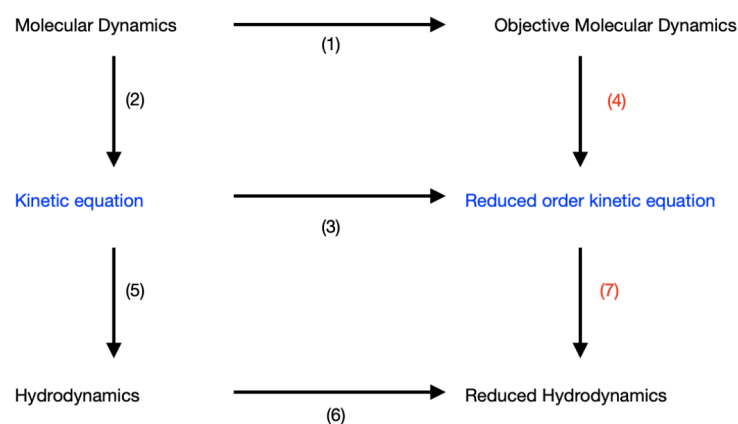 Molecular Dynamics
(1)
Objective Molecular Dynamics
(2)
(4)
Kinetic equation
(3)
Reduced order kinetic equation
(5)
(7)
Hydrodynamics
(6)
Reduced Hydrodynamics